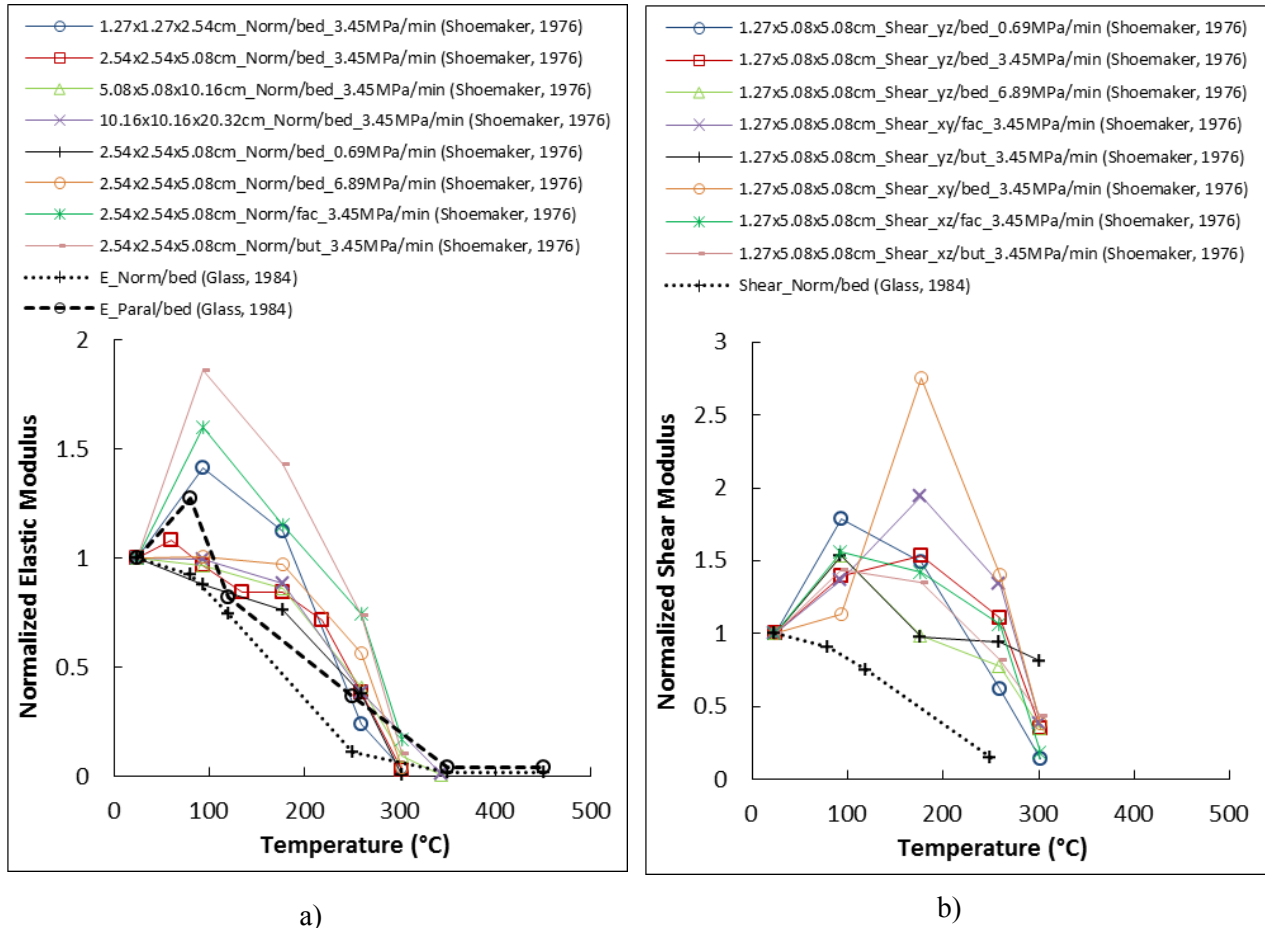 1.27x1.27x2.54cm_Norm/bed_3.45MPa/min (Shoemaker, 1976)
2.54x2.54x5.08cm_Norm/bed_3.45MPa/min (Shoemaker, 1976)
5.08x5.08x10.16cm_Norm/bed_3.45MPa/min (Shoemaker, 1976)
10.16x10.16x20.32cm_Norm/bed_3.45MPa/min (Shoemaker, 1976
2.54x2.54x5.08cm_Norm/bed_0.69MPa/min (Shoemaker, 1976)
2.54x2.54x5.08cm_Norm/bed_6.89MPa/min (Shoemaker, 1976)
2.54x2.54x5.08cm_Norm/fac_3.45MPa/min (Shoemaker, 1976)
2.54x2.54x5.08cm_Norm/but_3.45MPa/min (Shoemaker, 1976)
E_Norm/bed (Glass, 1984)
E_Paral/bed (Glass, 1984)
2
1.5
1
0.5
0
Normalized Elastic Modulus
0 100 200 300 400 500
Temperature (°C)
a)
1.27x5.08x5.08cm_Shear_yz/bed_0.69MPa/min (Shoemaker, 1976)
1.27x5.08x5.08cm_Shear_yz/bed_3.45MPa/min (Shoemaker, 1976)
1.27x5.08x5.08cm_Shear_yz/bed_6.89MPa/min (Shoemaker, 1976)
1.27x5.08x5.08cm_Shear_xy/fac_3.45MPa/min (Shoemaker, 1976)
1.27x5.08x5.08cm_Shear_yz/but_3.45MPa/min (Shoemaker, 1976)
1.27x5.08x5.08cm_Shear_xy/bed_3.45MPa/min (Shoemaker, 1976)
1.27x5.08x5.08cm_Shear_xz/fac_3.45MPa/min (Shoemaker, 1976)
1.27x5.08x5.08cm_Shear_xz/but_3.45MPa/min (Shoemaker, 1976)
Shear_Norm/bed (Glass, 1984)
3
2.5
2
1.5
1
0.5
0
Normalized Shear Modulus
0 100 200 300 400 500
Temperature (°C)
b)